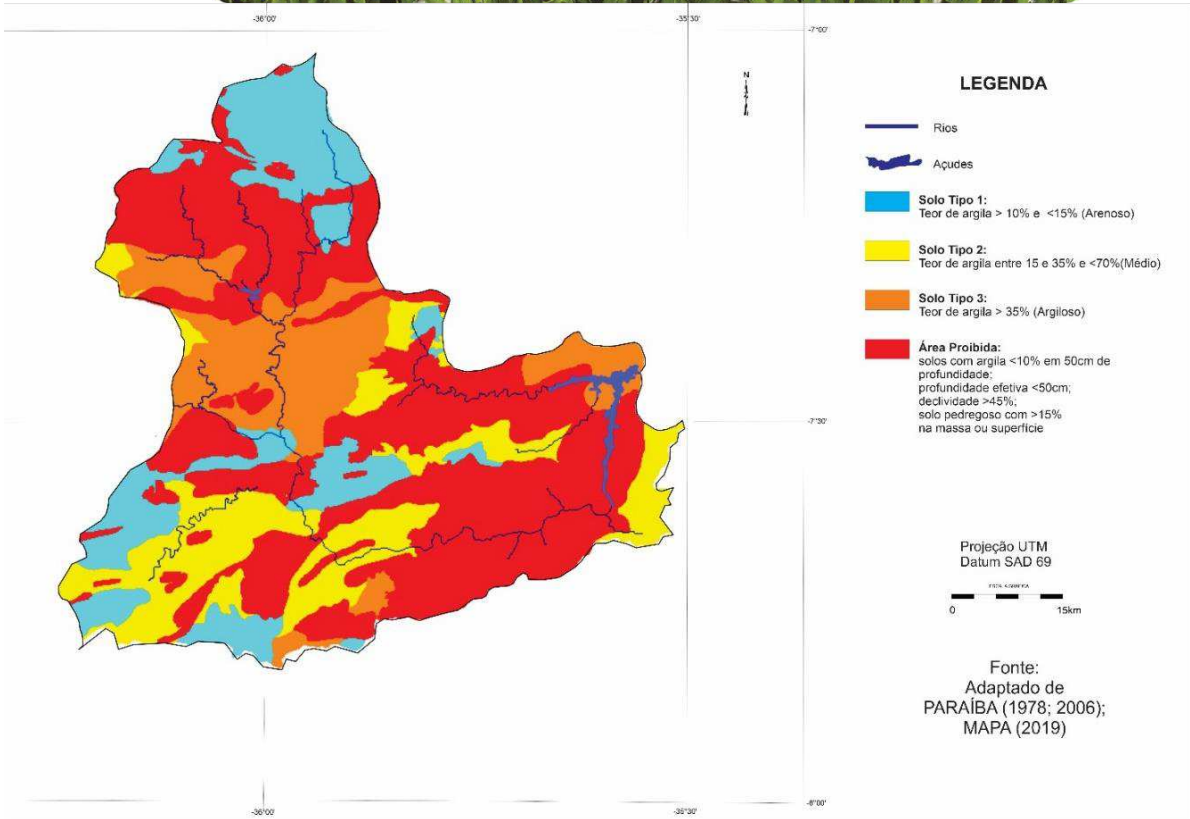 -36°00'
-35°30'
-7°00'
N
LEGENDA
Rios
Açudes
Solo Tipo 1:
Teor de argila > 10% e <15% (Arenoso)
Solo Tipo 2:
Teor de argila entre 15 e 35% e <70%(Médio)
Solo Tipo 3:
Teor de argila > 35% (Argiloso)
Área Proibida:
solos com argila <10% em 50cm de
profundidade;
profundidade efetiva <50cm;
declividade >45%;
solo pedregoso com >15%
na massa ou superfície
-7°30'
Projeção UTM
Datum SAD 69
0 15km
Fonte:
Adaptado de
PARAÍBA (1978; 2006);
MAPA (2019)
-8°00'
-36°00'
-35°30'